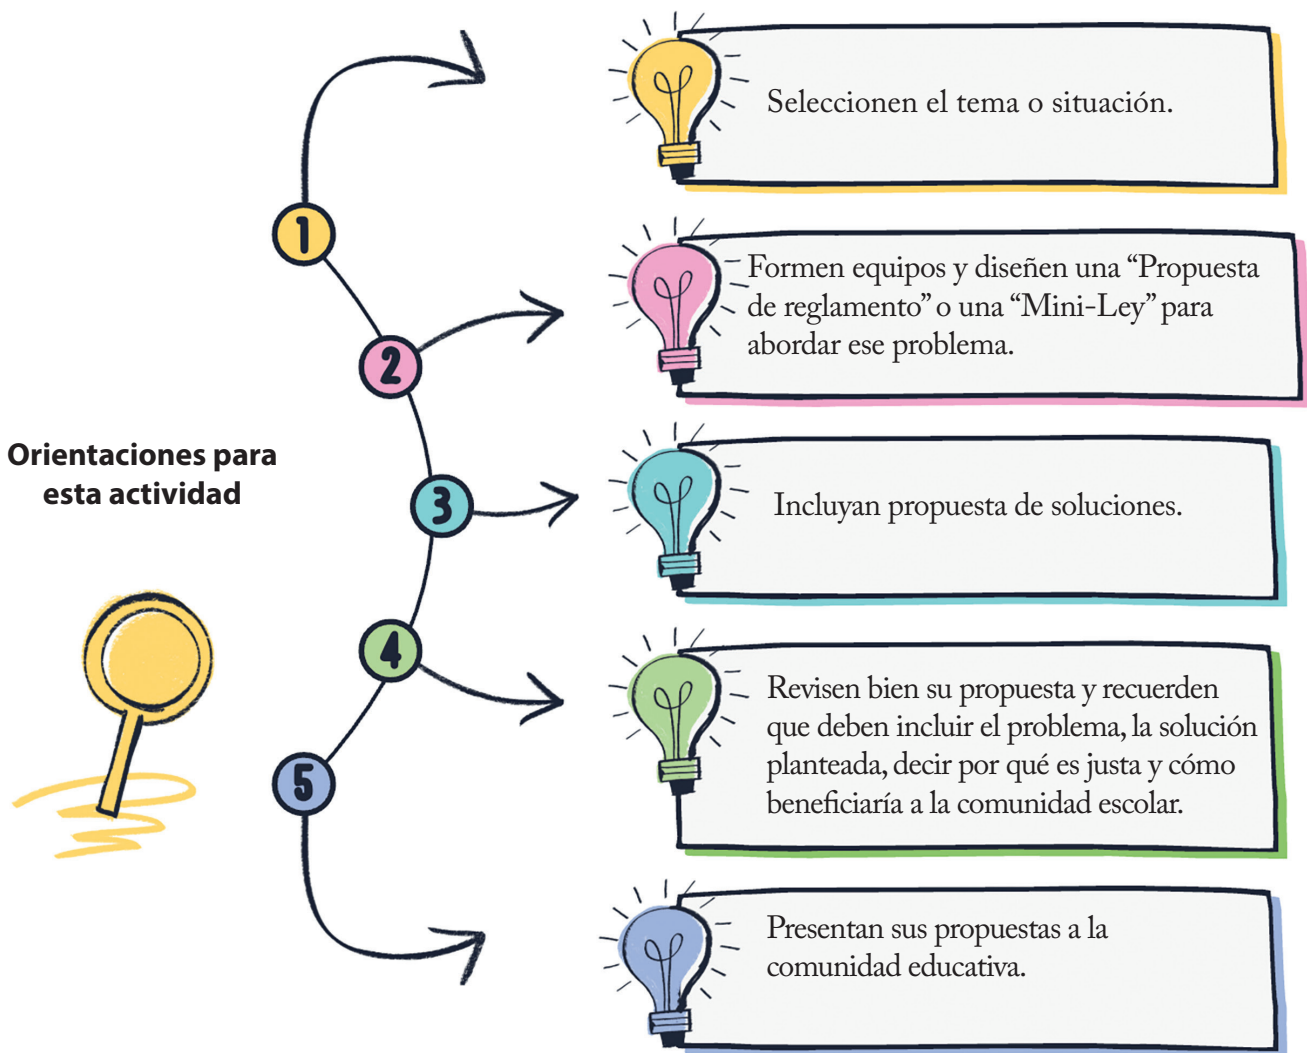 Orientaciones para
esta actividad
1
Seleccionen el tema o situación.
2
Formen equipos y diseñen una “Propuesta
de reglamento” o una “Mini-Ley” para
abordar ese problema.
3
Incluyan propuesta de soluciones.
4
Revisen bien su propuesta y recuerden
que deben incluir el problema, la solución
planteada, decir por qué es justa y cómo
beneficiaría a la comunidad escolar.
5
Presentan sus propuestas a la
comunidad educativa.